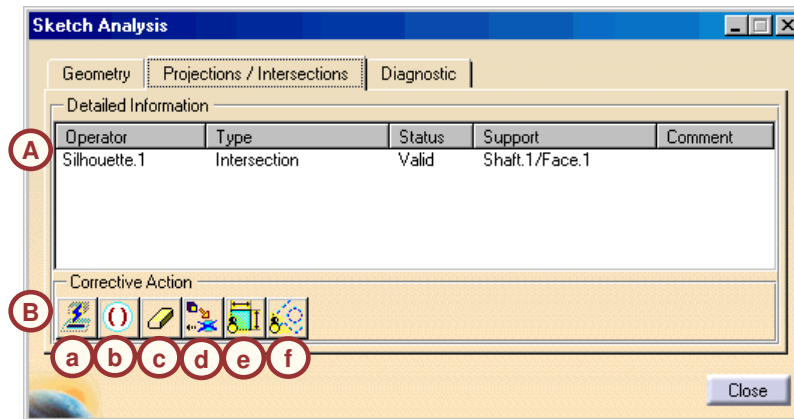 Sketch Analysis
Geometry Projections / Intersections Diagnostic
Detailed Information
A
Operator Type Status Support Comment
Silhouette.1 Intersection Valid Shaft.1/Face.1
Corrective Action
B
a b c d e f
Close